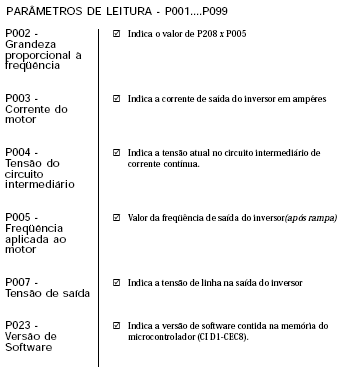 PARÂMETROS DE LEITURA - P001....P099
P002 -
Grandeza
proporcional à
freqüência
Indica o valor de P208 x P005
P003 -
Corrente do
motor
Indica a corrente de saída do inversor em ampéres
P004 -
Tensão do
circuito
intermediário
Indica a tensão atual no circuito intermediário de
corrente contínua.
P005 -
Freqüência
aplicada ao
motor
Valor da freqüência de saída do inversor(após rampa)
P007 -
Tensão de saída
Indica a tensão de linha na saída do inversor
P023 -
Versão de
Software
Indica a versão de software contida na memória do
microcontrolador (CI D1-CEC8).